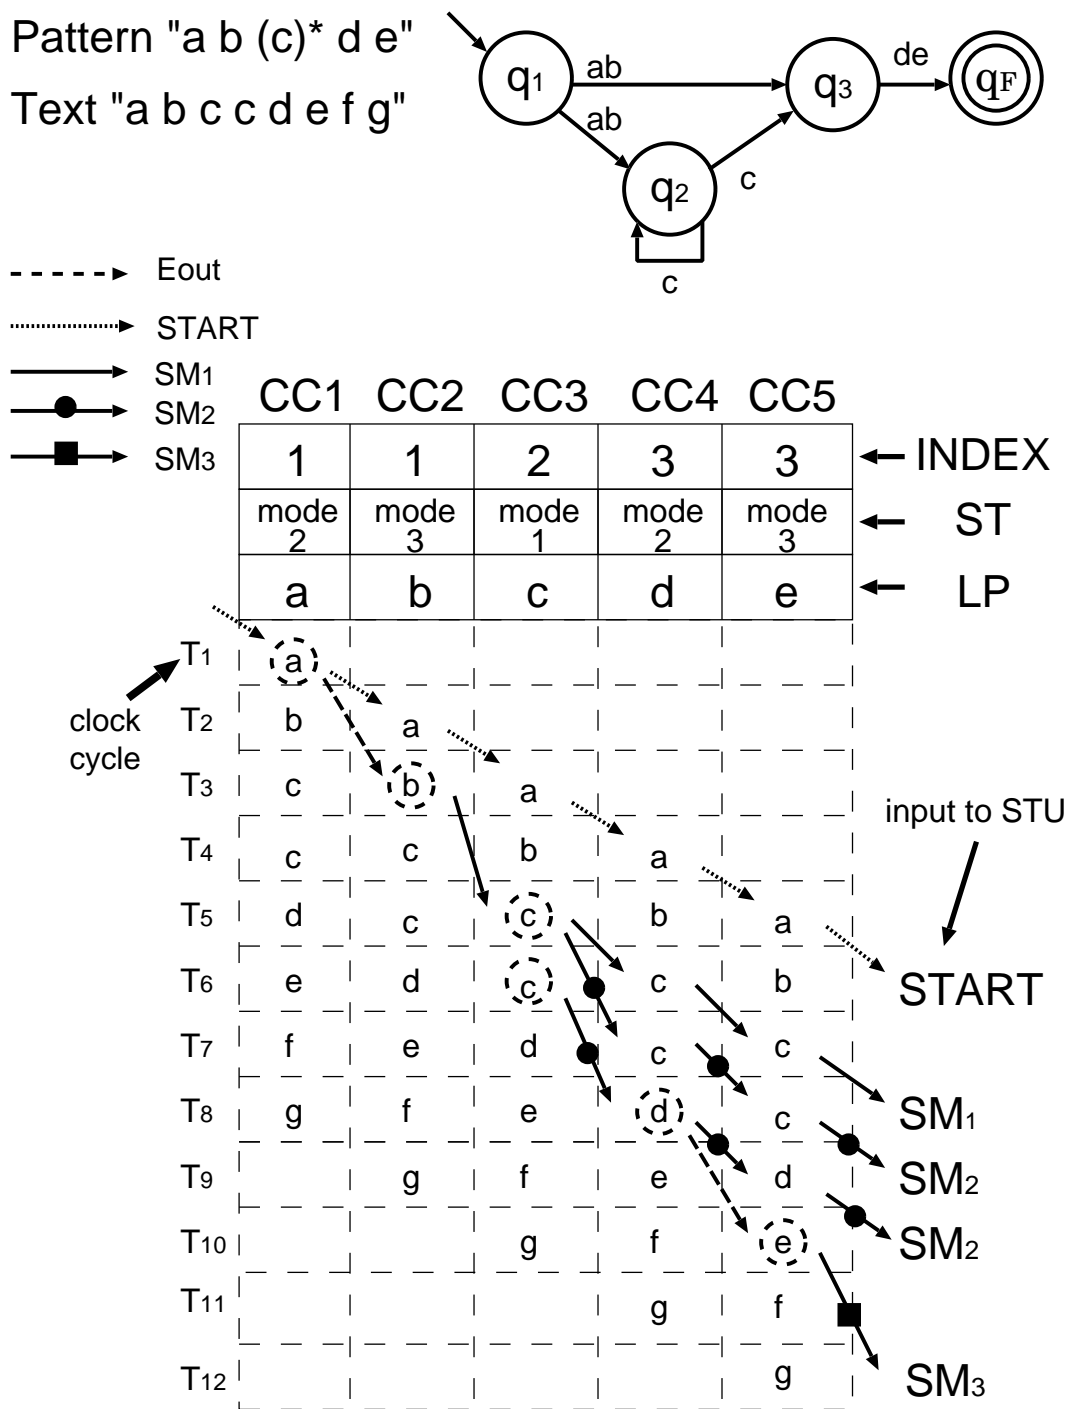 Pattern "a b (c)* d e"
Text "a b c c d e f g"
q1
ab
q3
de
qF
ab
q2
c
c
Eout
START
SM1
SM2
SM3
CC1 CC2 CC3 CC4 CC5
1 1 2 3 3 INDEX
mode 2 mode 3 mode 1 mode 2 mode 3 ST
a b c d e LP
T1 a
clock cycle
T2 b a
T3 c b a
input to STU
T4 c c b a
T5 d c c b a
T6 e d c c b START
T7 f e d c c
T8 g f e d c SM1
T9 g f e d SM2
T10 g f e SM2
T11 g f
T12 g SM3